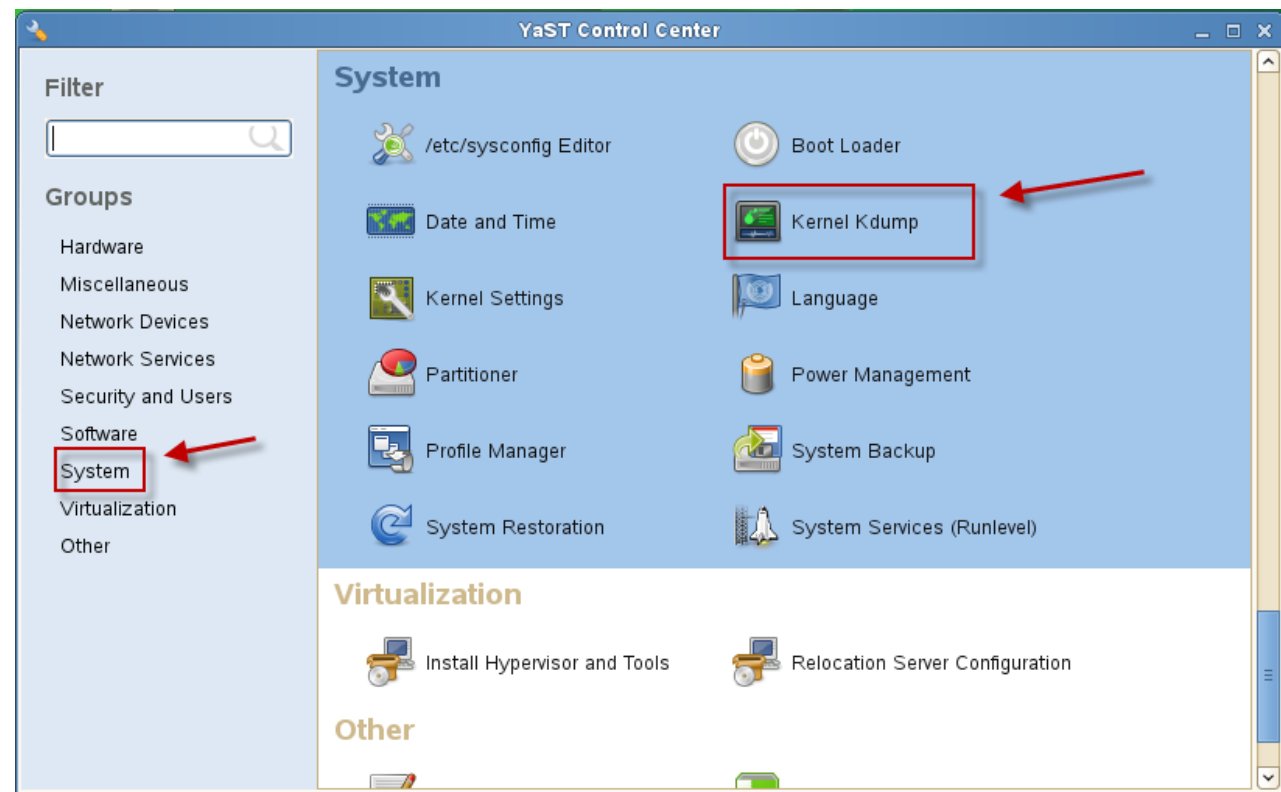 YaST Control Center
Filter
Groups
Hardware
Miscellaneous
Network Devices
Network Services
Security and Users
Software
System
Virtualization
Other
System
/etc/sysconfig Editor
Boot Loader
Date and Time
Kernel Kdump
Kernel Settings
Language
Partitioner
Power Management
Profile Manager
System Backup
System Restoration
System Services (Runlevel)
Virtualization
Install Hypervisor and Tools
Relocation Server Configuration
Other